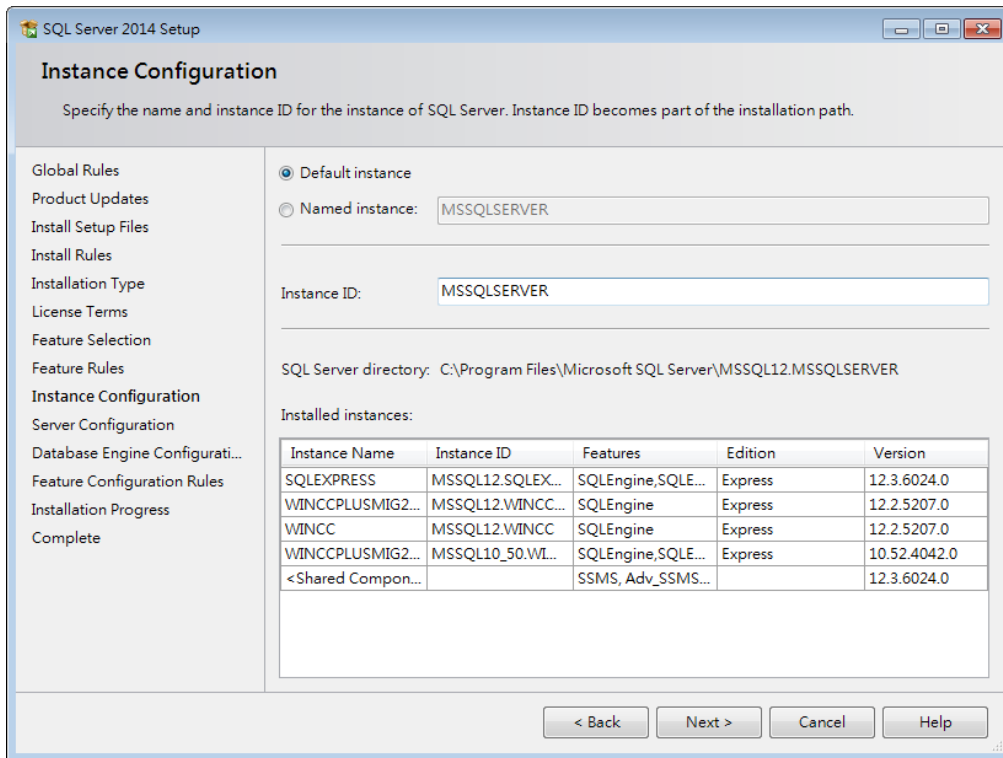 SQL Server 2014 Setup
Instance Configuration
Specify the name and instance ID for the instance of SQL Server. Instance ID becomes part of the installation path.
Global Rules
Product Updates
Install Setup Files
Install Rules
Installation Type
License Terms
Feature Selection
Feature Rules
Instance Configuration
Server Configuration
Database Engine Configurati...
Feature Configuration Rules
Installation Progress
Complete
Default instance
Named instance: MSSQLSERVER
Instance ID: MSSQLSERVER
SQL Server directory: C:\Program Files\Microsoft SQL Server\MSSQL12.MSSQLSERVER
Installed instances:
Instance Name Instance ID Features Edition Version
SQLEXPRESS MSSQL12.SQLEX... SQLEngine,SQLE... Express 12.3.6024.0
WINCCPLUSMIG2... MSSQL12.WINCC... SQLEngine Express 12.2.5207.0
WINCC MSSQL12.WINCC SQLEngine Express 12.2.5207.0
WINCCPLUSMIG2... MSSQL10_50.WI... SQLEngine,SQLE... Express 10.52.4042.0
<Shared Compon... SSMS, Adv_SSMS... 12.3.6024.0
< Back Next > Cancel Help